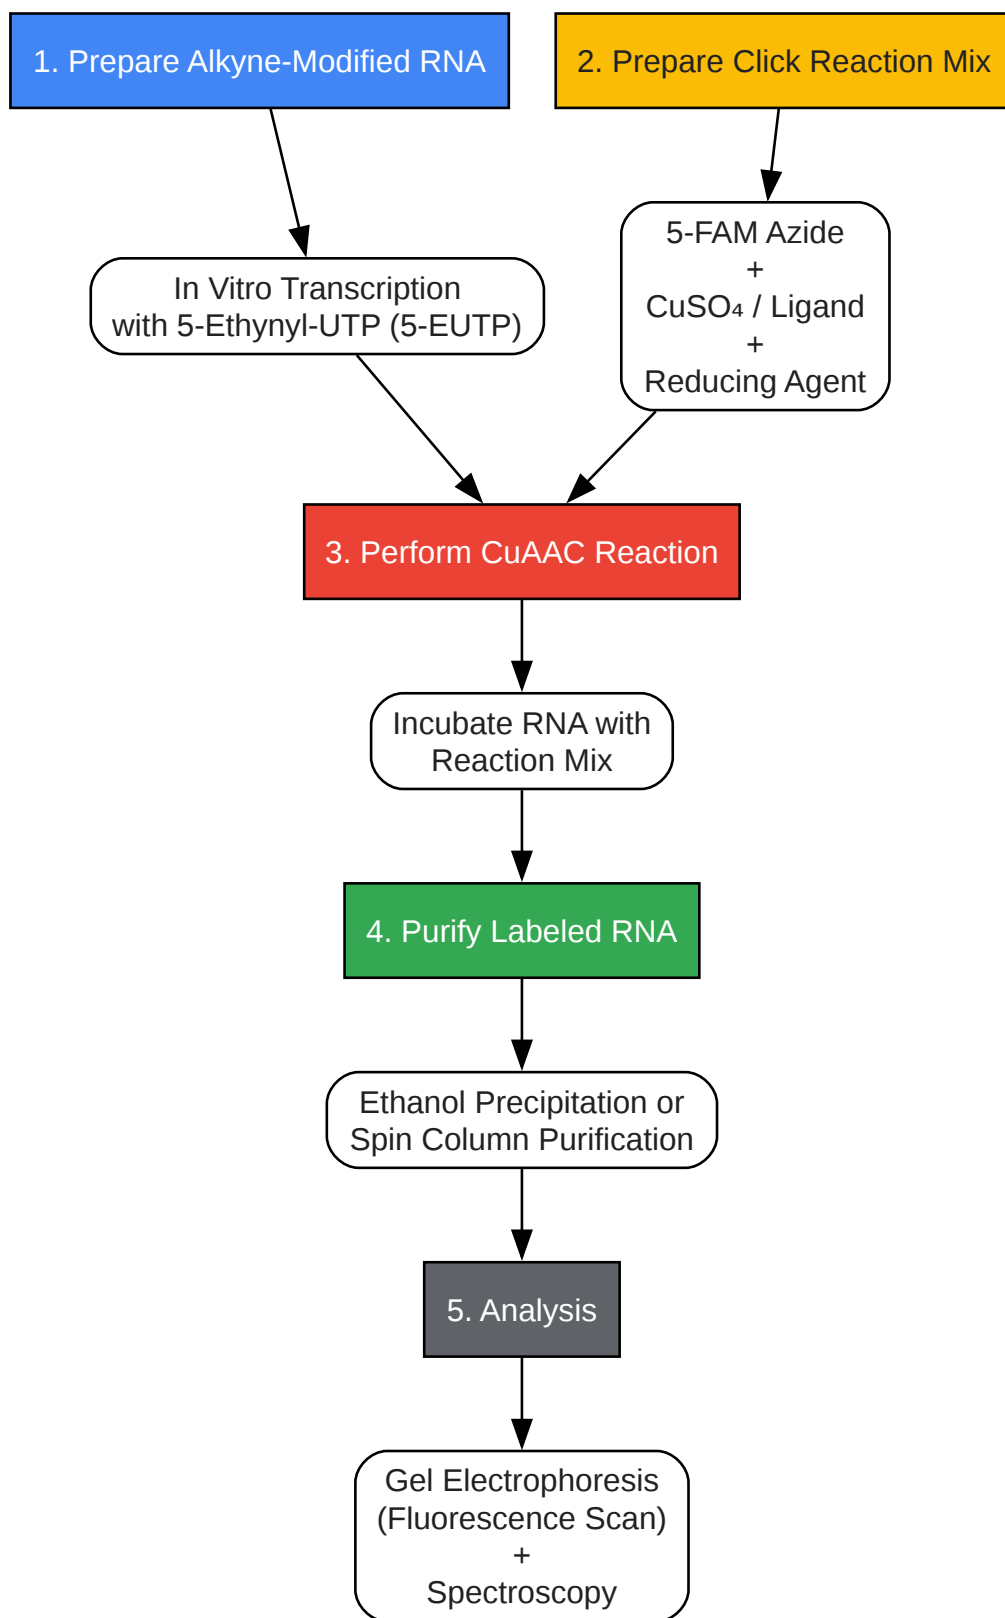 1. Prepare Alkyne-Modified RNA
2. Prepare Click Reaction Mix
In Vitro Transcription
with 5-Ethynyl-UTP (5-EUTP)
5-FAM Azide
+
CuSO₄ / Ligand
+
Reducing Agent
3. Perform CuAAC Reaction
Incubate RNA with
Reaction Mix
4. Purify Labeled RNA
Ethanol Precipitation or
Spin Column Purification
5. Analysis
Gel Electrophoresis
(Fluorescence Scan)
+
Spectroscopy